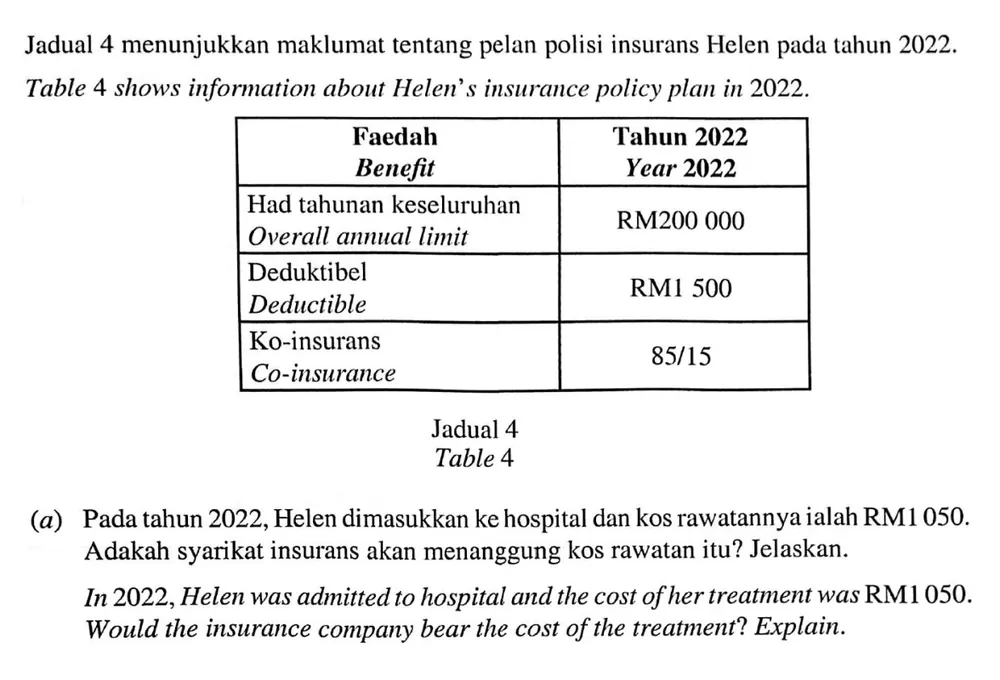 Jadual 4 menunjukkan maklumat tentang pelan polisi insurans Helen pada tahun 2022.
Table 4 shows information about Helen's insurance policy plan in 2022.
Faedah
Benefit
Tahun 2022
Year 2022
Had tahunan keseluruhan
Overall annual limit
RM200 000
Deduktibel
Deductible
RM1 500
Ko-insurans
Co-insurance
85/15
Jadual 4
Table 4
(a) Pada tahun 2022, Helen dimasukkan ke hospital dan kos rawatannya ialah RM1 050.
Adakah syarikat insurans akan menanggung kos rawatan itu? Jelaskan.
In 2022, Helen was admitted to hospital and the cost of her treatment was RM1 050.
Would the insurance company bear the cost of the treatment? Explain.